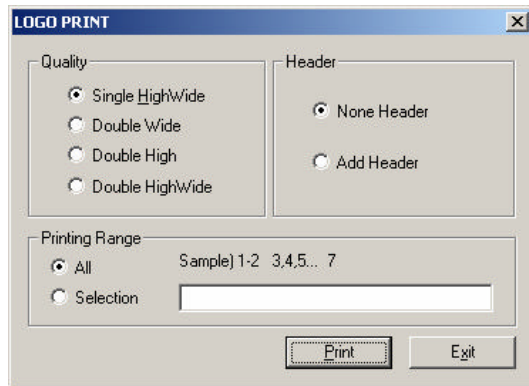 LOGO PRINT
Quality
Single HighWide
Double Wide
Double High
Double HighWide
Header
None Header
Add Header
Printing Range
All
Sample) 1-2 3,4,5... 7
Selection
Print
Exit